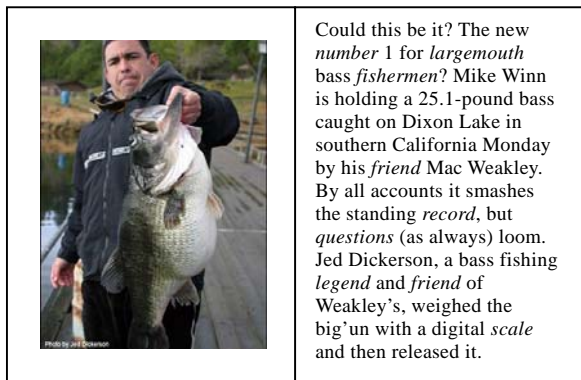 Photo by Jed Dickerson
Could this be it? The new
number 1 for largemouth
bass fishermen? Mike Winn
is holding a 25.1-pound bass
caught on Dixon Lake in
southern California Monday
by his friend Mac Weakley.
By all accounts it smashes
the standing record, but
questions (as always) loom.
Jed Dickerson, a bass fishing
legend and friend of
Weakley's, weighed the
big'un with a digital scale
and then released it.